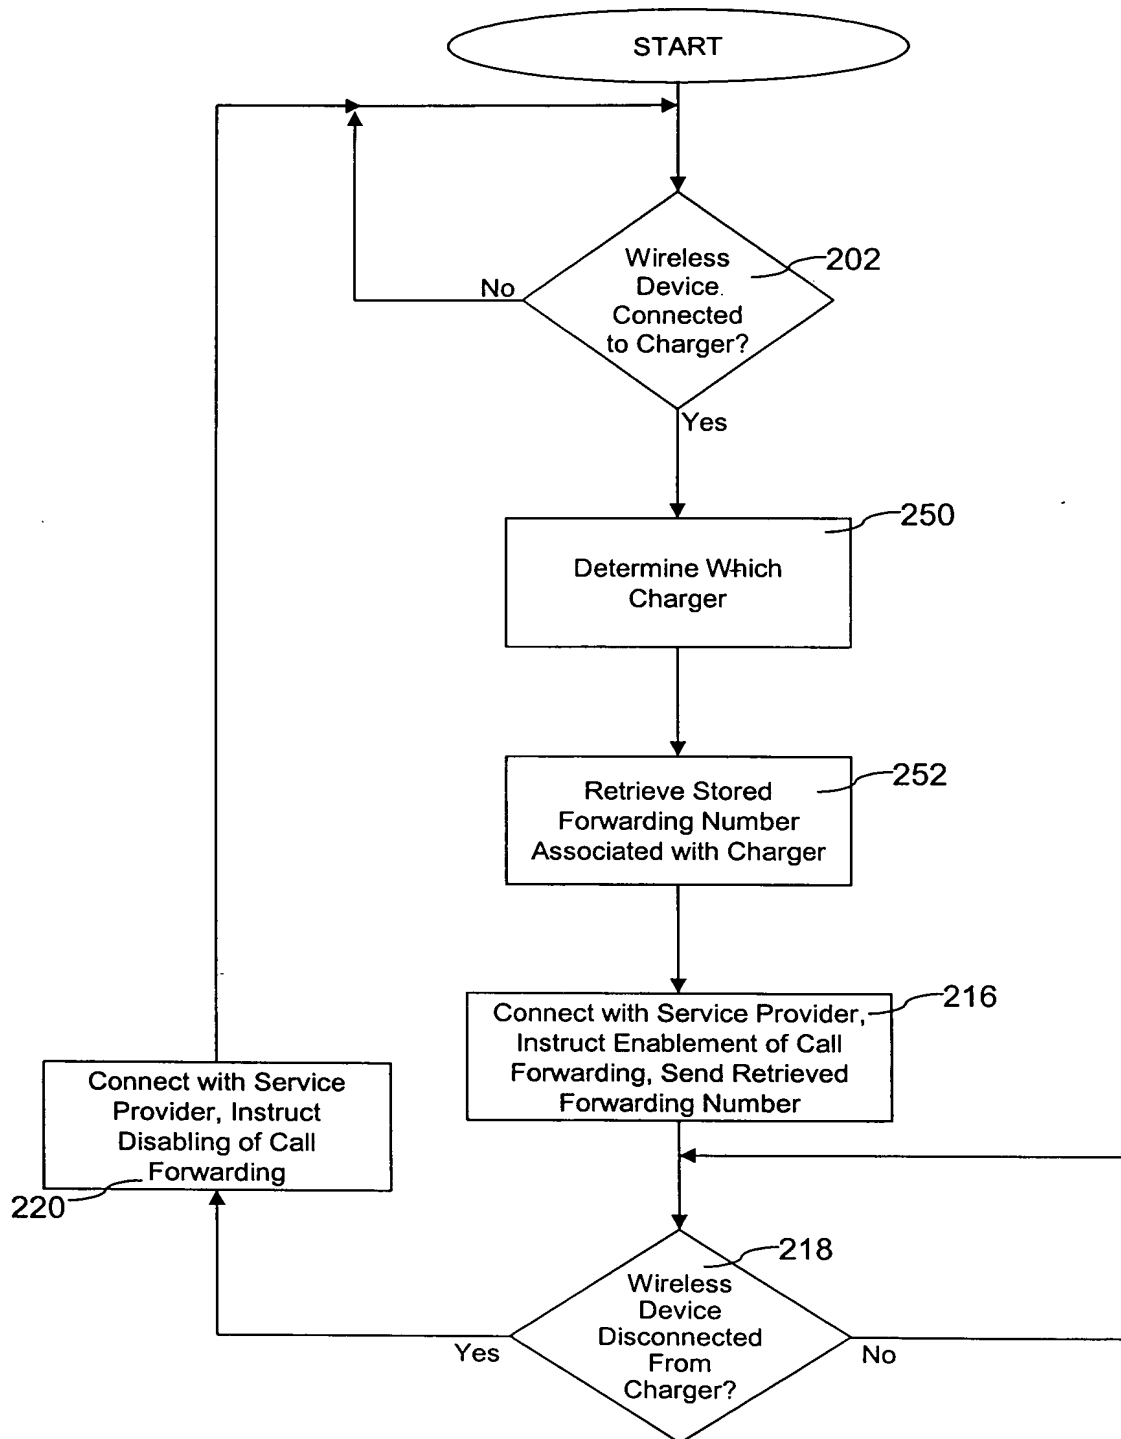 START
Wireless
Device
Connected
to Charger?
202
No
Yes
250
Determine Which
Charger
252
Retrieve Stored
Forwarding Number
Associated with Charger
216
Connect with Service Provider,
Instruct Enablement of Call
Forwarding, Send Retrieved
Forwarding Number
Connect with Service
Provider, Instruct
Disabling of Call
Forwarding
220
218
Wireless
Device
Disconnected
From
Charger?
Yes
No